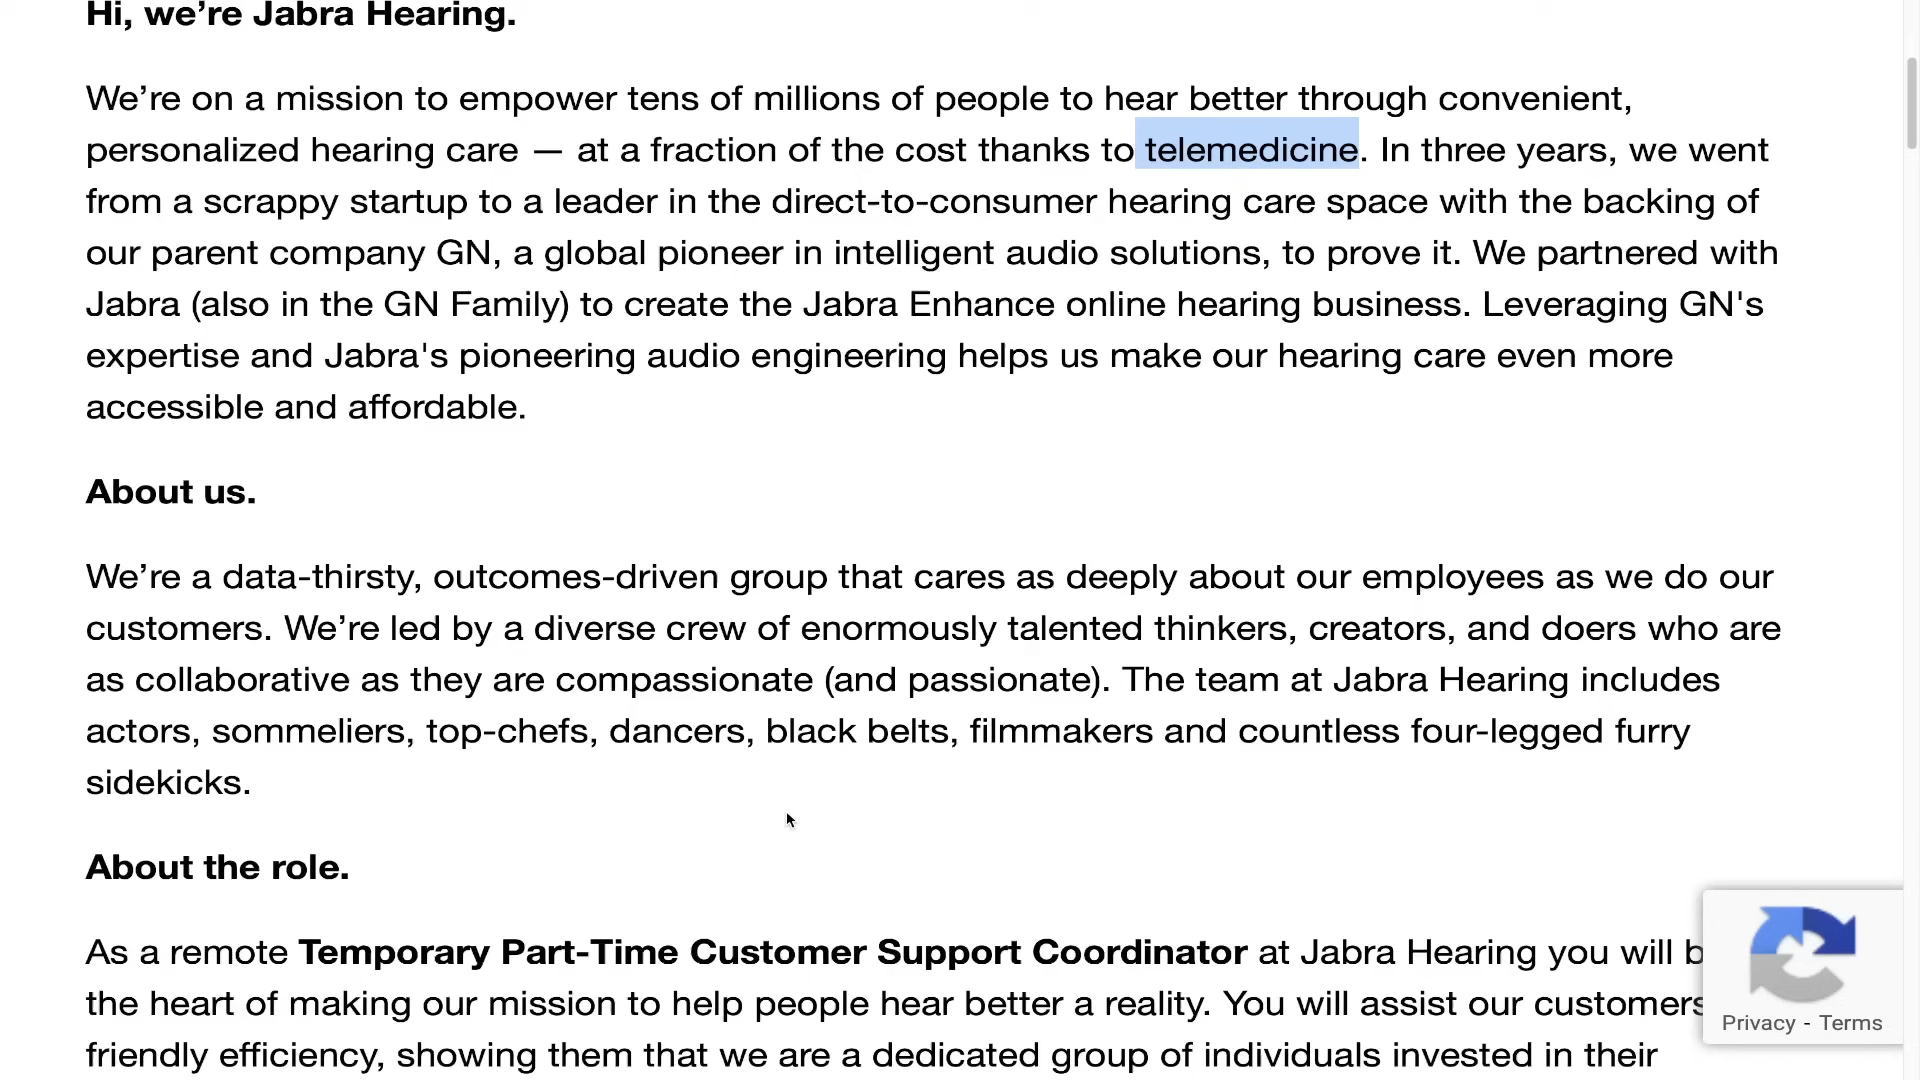 Hi, we’re Jabra Hearing.
We’re on a mission to empower tens of millions of people to hear better through convenient,
personalized hearing care — at a fraction of the cost thanks to telemedicine. In three years, we went
from a scrappy startup to a leader in the direct-to-consumer hearing care space with the backing of
our parent company GN, a global pioneer in intelligent audio solutions, to prove it. We partnered with
Jabra (also in the GN Family) to create the Jabra Enhance online hearing business. Leveraging GN's
expertise and Jabra's pioneering audio engineering helps us make our hearing care even more
accessible and affordable.
About us.
We’re a data-thirsty, outcomes-driven group that cares as deeply about our employees as we do our
customers. We’re led by a diverse crew of enormously talented thinkers, creators, and doers who are
as collaborative as they are compassionate (and passionate). The team at Jabra Hearing includes
actors, sommeliers, top-chefs, dancers, black belts, filmmakers and countless four-legged furry
sidekicks.
About the role.
As a remote Temporary Part-Time Customer Support Coordinator at Jabra Hearing you will
the heart of making our mission to help people hear better a reality. You will assist our customers
friendly efficiency, showing them that we are a dedicated group of individuals invested in their
Privacy - Terms